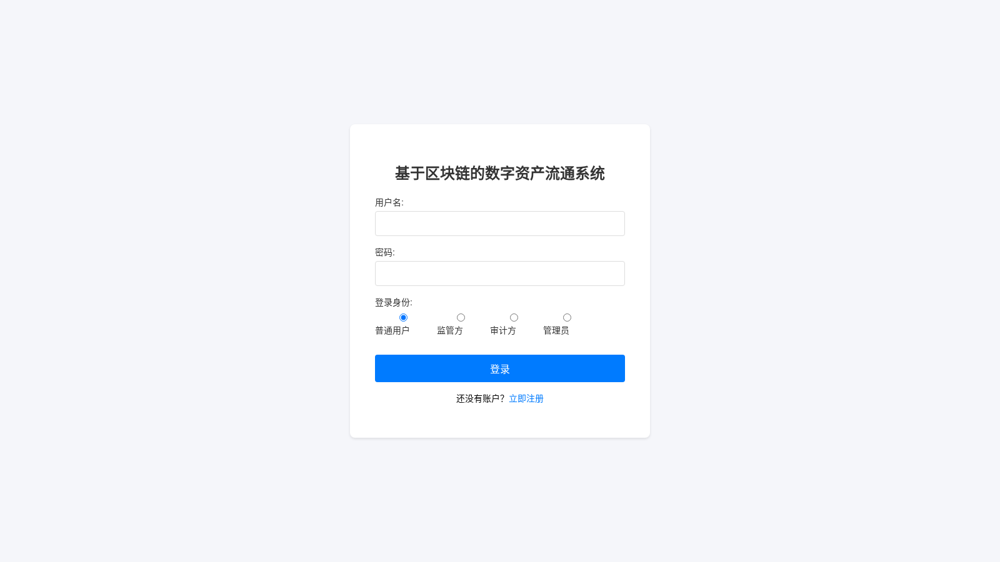 基于区块链的数字资产流通系统
用户名:
密码:
登录身份:
普通用户 监管方 审计方 管理员
登录
还没有账户？立即注册